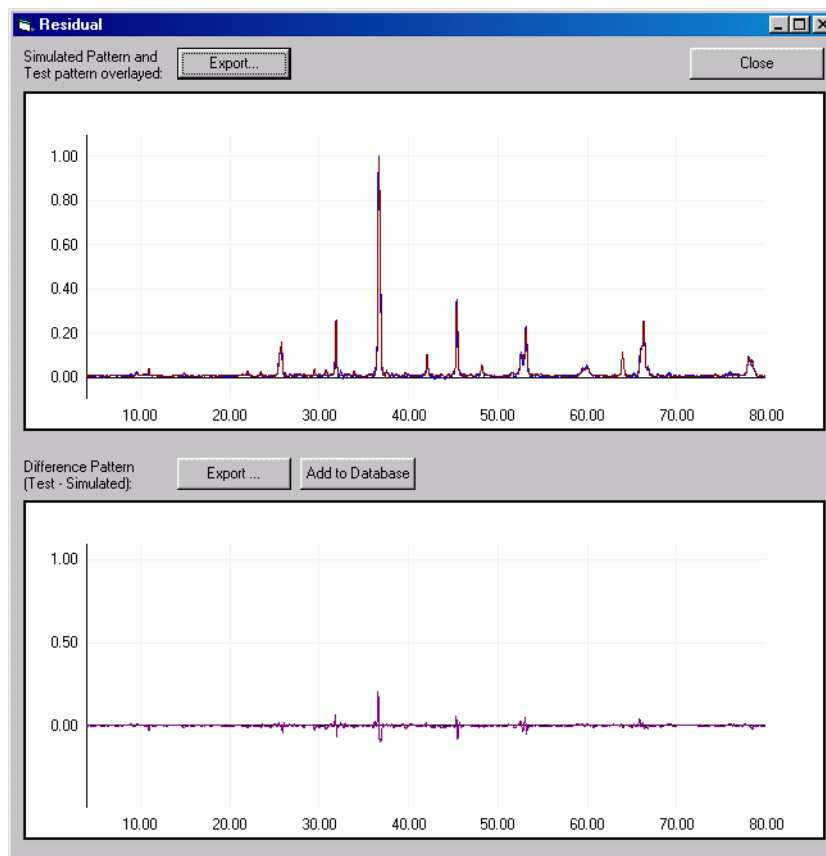 Residual
Simulated Pattern and
Test pattern overlayed:
Export...
Close
1.00
0.80
0.60
0.40
0.20
0.00
10.00 20.00 30.00 40.00 50.00 60.00 70.00 80.00
Difference Pattern
(Test - Simulated):
Export ...
Add to Database
1.00
0.50
0.00
10.00 20.00 30.00 40.00 50.00 60.00 70.00 80.00